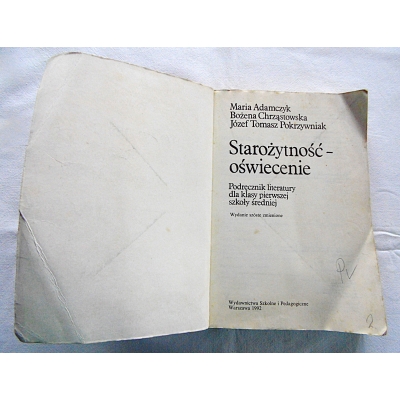 Maria Adamczyk
Bożena Chrząstowska
Józef Tomasz Pokrzywniak
Starożytność –
oświecenie
Podręcznik literatury
dla klasy pierwszej
szkoły średniej
Wydanie szóste zmienione
Wydawnictwa Szkolne i Pedagogiczne
Warszawa 1992
2